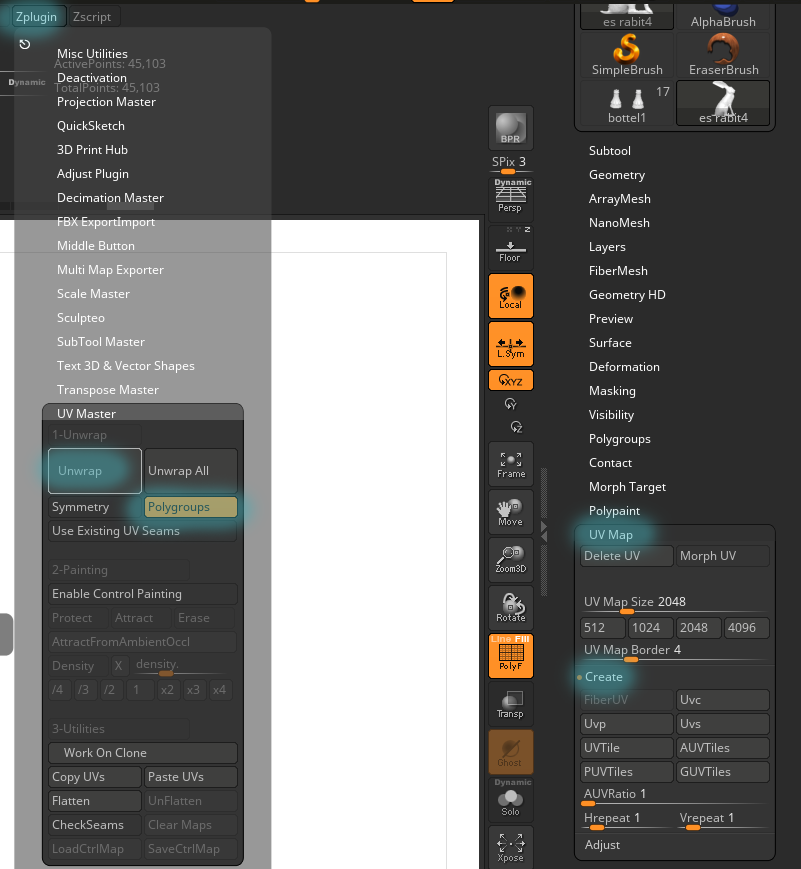 Zplugin Zscript
Misc Utilities
ActivePoints: 45,103
Dynamic Deactivation
TotalPoints: 45,103
Projection Master
QuickSketch
3D Print Hub
Adjust Plugin
Decimation Master
FBX ExportImport
Middle Button
Multi Map Exporter
Scale Master
Sculpteo
SubTool Master
Text 3D & Vector Shapes
Transpose Master
UV Master
1-Unwrap
Unwrap Unwrap All
Symmetry Polygroups
Use Existing UV Seams
2-Painting
Enable Control Painting
Protect Attract Erase
AttractFromAmbientOccl
Density X density.
/4 /3 /2 1 x2 x3 x4
3-Utilities
Work On Clone
Copy UVs Paste UVs
Flatten UnFlatten
CheckSeams Clear Maps
LoadCtrlMap SaveCtrlMap
BPR
SPix 3
Dynamic
Persp
X Y Z
Floor
Local
L.Sym
XYZ
Y
Z
Frame
Move
Zoom3D
Rotate
Line Fill
PolyF
Transp
Ghost
Dynamic
Solo
Xpose
es rabit4 AlphaBrush
SimpleBrush EraserBrush
17
bottel1 es rabit4
Subtool
Geometry
ArrayMesh
NanoMesh
Layers
FiberMesh
Geometry HD
Preview
Surface
Deformation
Masking
Visibility
Polygroups
Contact
Morph Target
Polypaint
UV Map
Delete UV Morph UV
UV Map Size 2048
512 1024 2048 4096
UV Map Border 4
Create
FiberUV Uvc
Uvp Uvs
UVTile AUVTiles
PUVTiles GUVTiles
AUVRatio 1
Hrepeat 1 Vrepeat 1
Adjust